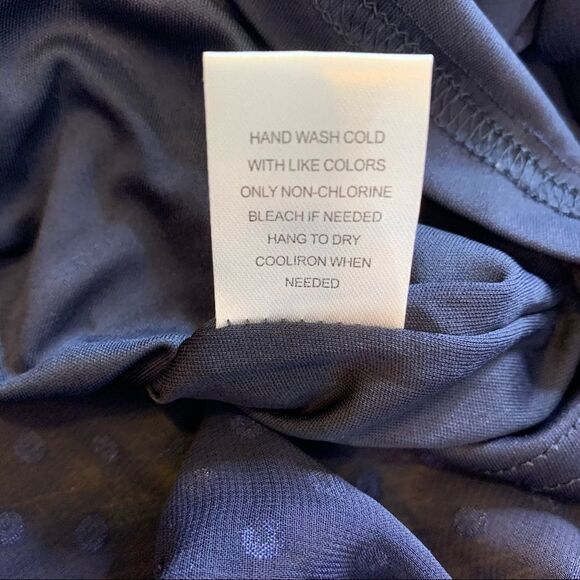 HAND WASH COLD
WITH LIKE COLORS
ONLY NON-CHLORINE
BLEACH IF NEEDED
HANG TO DRY
COOLIRON WHEN
NEEDED